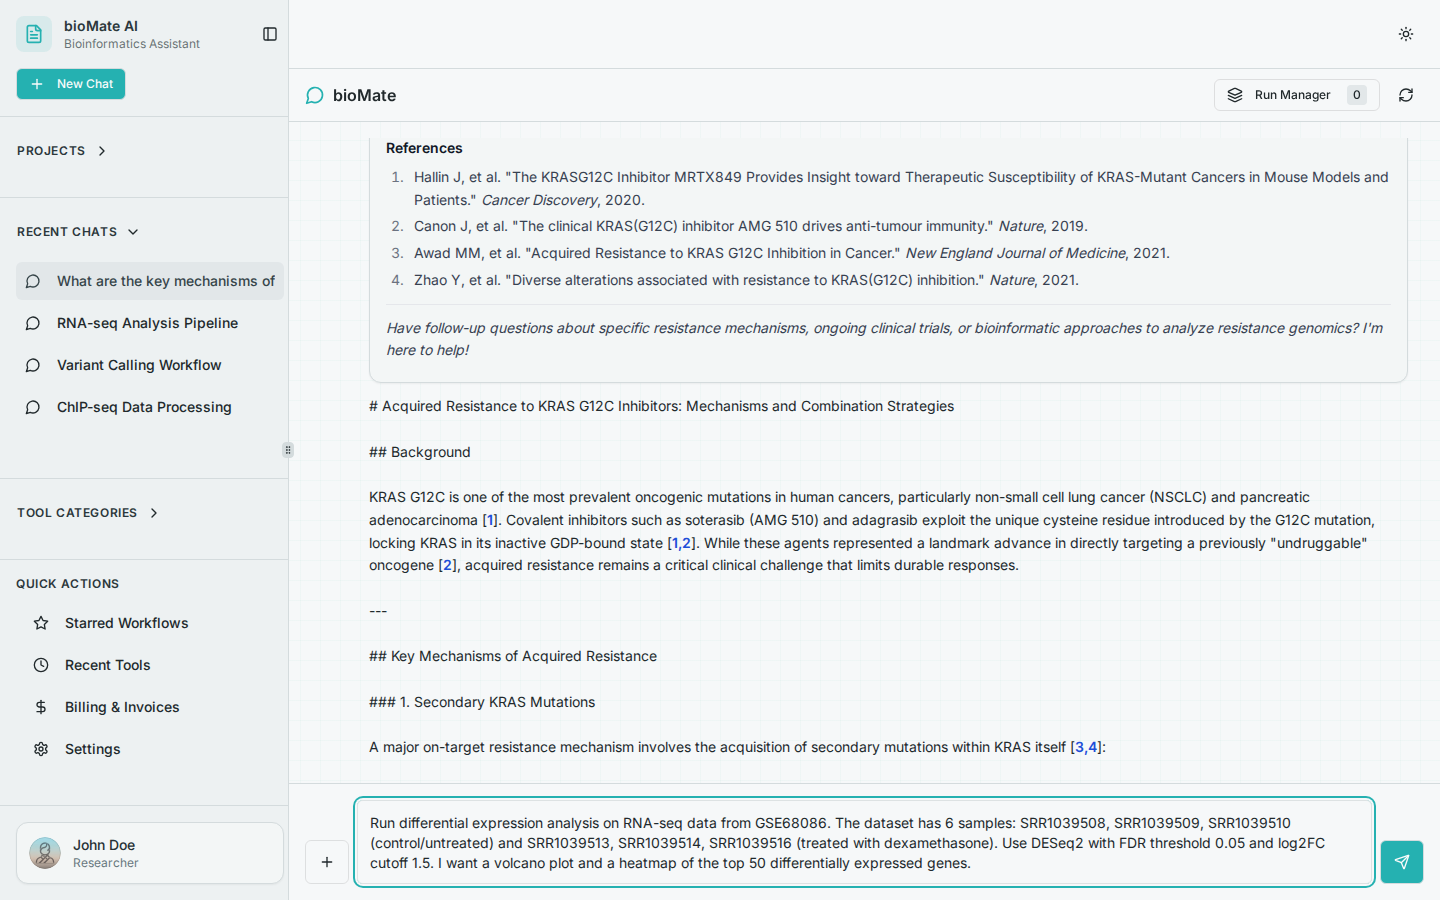 bioMate AI
Bioinformatics Assistant
New Chat
PROJECTS
RECENT CHATS
What are the key mechanisms of
RNA-seq Analysis Pipeline
Variant Calling Workflow
ChIP-seq Data Processing
TOOL CATEGORIES
QUICK ACTIONS
Starred Workflows
Recent Tools
Billing & Invoices
Settings
John Doe
Researcher
bioMate
Run Manager 0
References
1. Hallin J, et al. "The KRASG12C Inhibitor MRTX849 Provides Insight toward Therapeutic Susceptibility of KRAS-Mutant Cancers in Mouse Models and
Patients." Cancer Discovery, 2020.
2. Canon J, et al. "The clinical KRAS(G12C) inhibitor AMG 510 drives anti-tumour immunity." Nature, 2019.
3. Awad MM, et al. "Acquired Resistance to KRAS G12C Inhibition in Cancer." New England Journal of Medicine, 2021.
4. Zhao Y, et al. "Diverse alterations associated with resistance to KRAS(G12C) inhibition." Nature, 2021.
Have follow-up questions about specific resistance mechanisms, ongoing clinical trials, or bioinformatic approaches to analyze resistance genomics? I'm
here to help!
# Acquired Resistance to KRAS G12C Inhibitors: Mechanisms and Combination Strategies
## Background
KRAS G12C is one of the most prevalent oncogenic mutations in human cancers, particularly non-small cell lung cancer (NSCLC) and pancreatic
adenocarcinoma [1]. Covalent inhibitors such as soterasib (AMG 510) and adagrasib exploit the unique cysteine residue introduced by the G12C mutation,
locking KRAS in its inactive GDP-bound state [1,2]. While these agents represented a landmark advance in directly targeting a previously "undruggable"
oncogene [2], acquired resistance remains a critical clinical challenge that limits durable responses.
---
## Key Mechanisms of Acquired Resistance
### 1. Secondary KRAS Mutations
A major on-target resistance mechanism involves the acquisition of secondary mutations within KRAS itself [3,4]:
Run differential expression analysis on RNA-seq data from GSE68086. The dataset has 6 samples: SRR1039508, SRR1039509, SRR1039510
(control/untreated) and SRR1039513, SRR1039514, SRR1039516 (treated with dexamethasone). Use DESeq2 with FDR threshold 0.05 and log2FC
cutoff 1.5. I want a volcano plot and a heatmap of the top 50 differentially expressed genes.